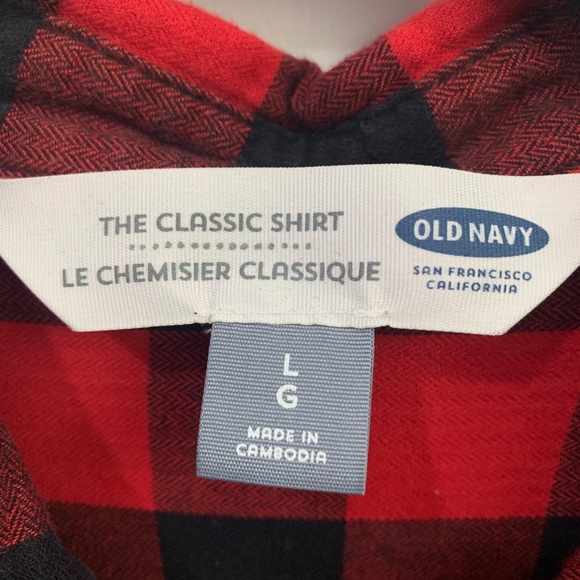 THE CLASSIC SHIRT
LE CHEMISIER CLASSIQUE
OLD NAVY
SAN FRANCISCO
CALIFORNIA
L
G
MADE IN
CAMBODIA